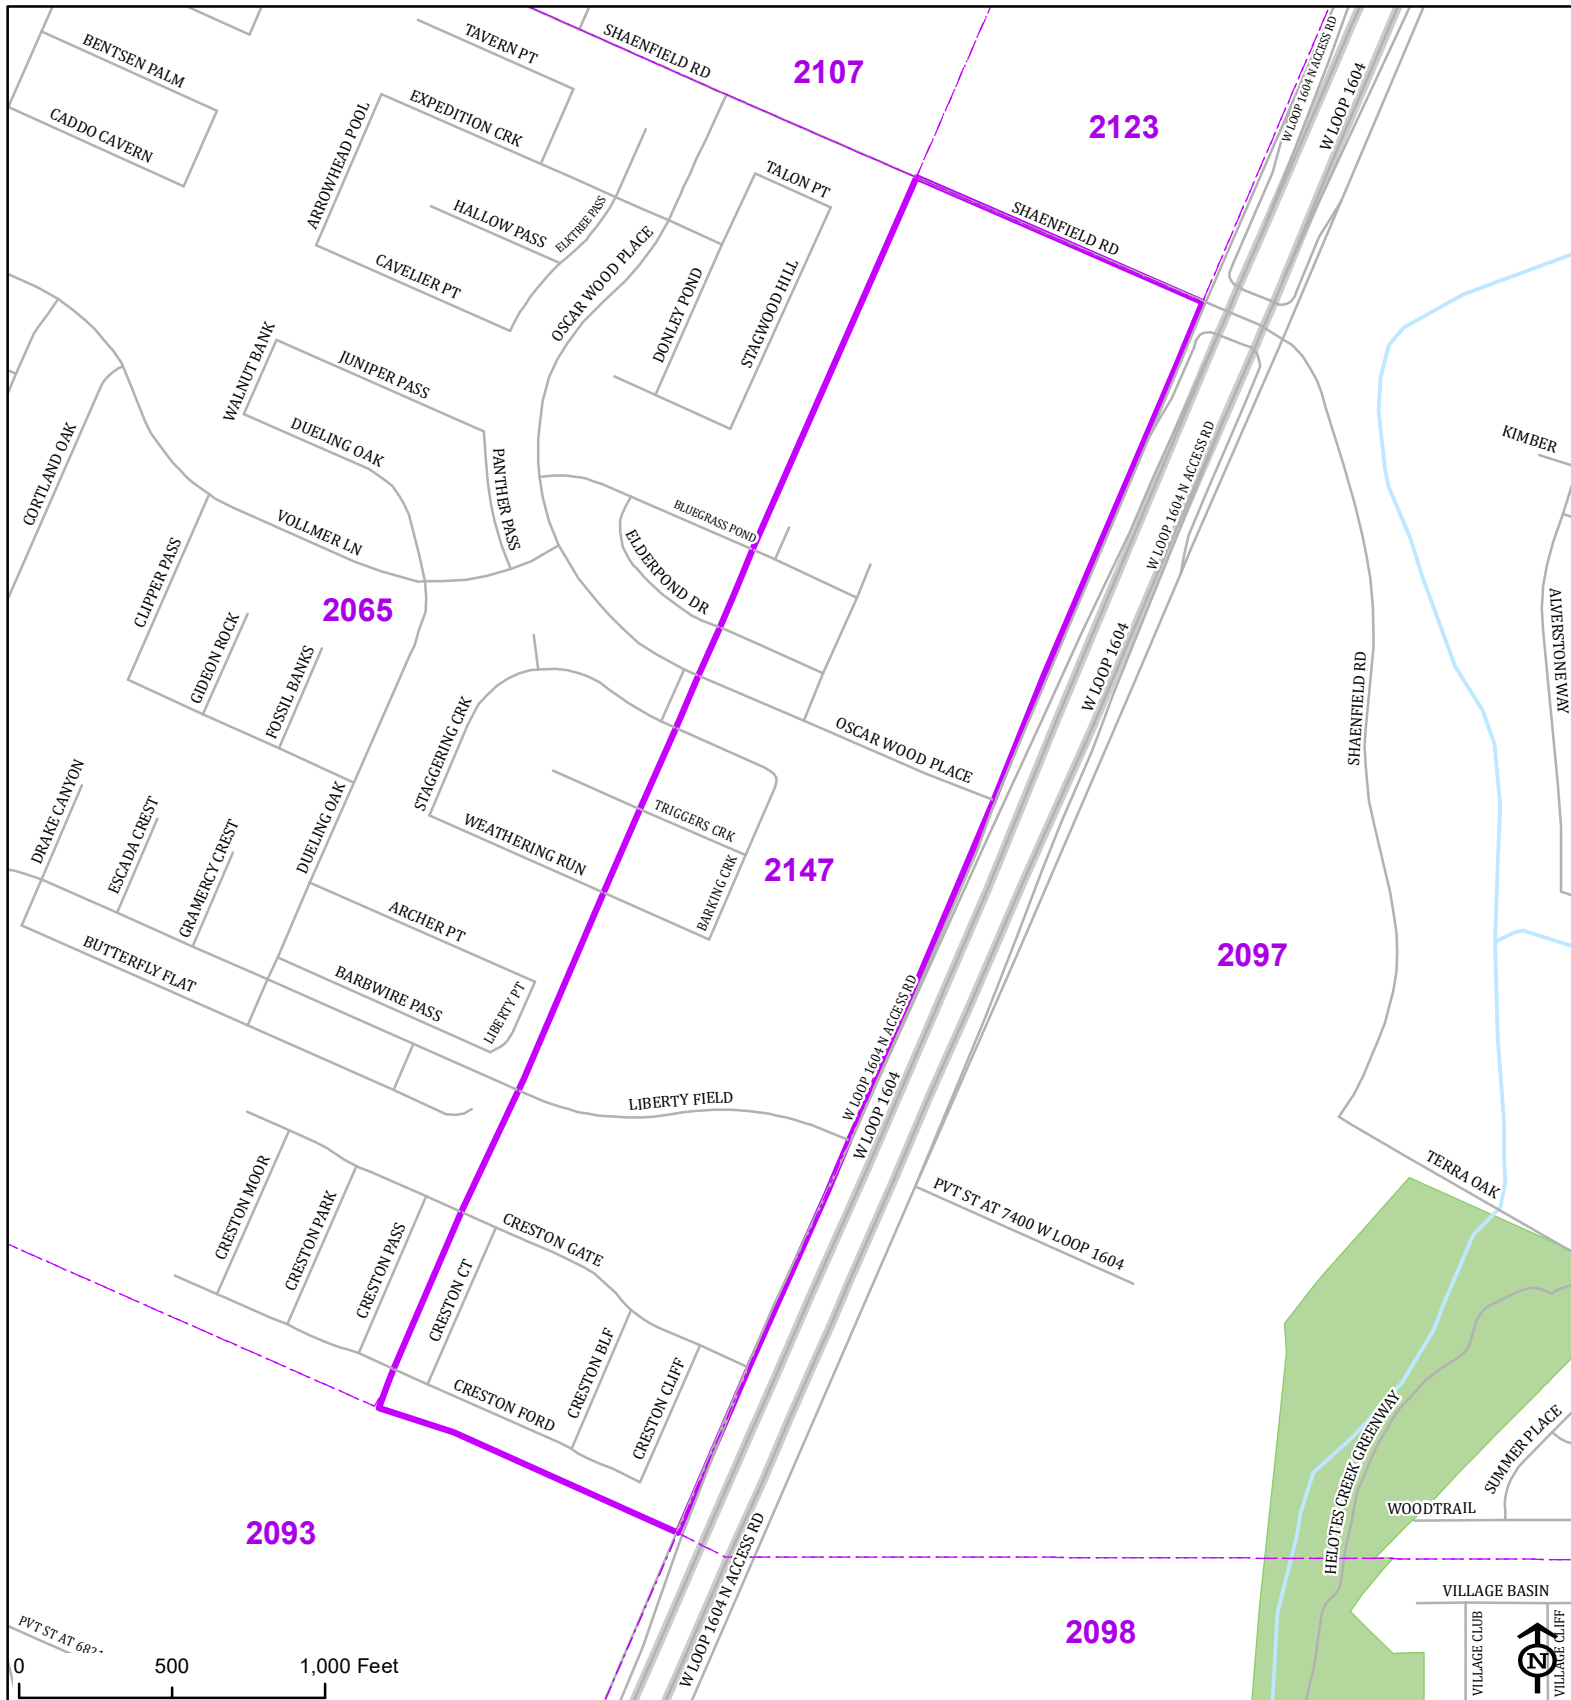 TAVERN PT
SHAENFIELD RD
2107
2123
W LOOP 1604 N ACCESS RD
W LOOP 1604
BENTSEN PALM
CADDO CAVERN
ARROWHEAD POOL
EXPEDITION CRK
HALLOW PASS
ELKTREE PASS
CAVELIER PT
OSCAR WOOD PLACE
TALON PT
DONLEY POND
STAGWOOD HILL
SHAENFIELD RD
WALNUT BANK
JUNIPER PASS
DUELING OAK
PANTHER PASS
CORTLAND OAK
VOLLMER LN
CLIPPER PASS
2065
GIDEON ROCK
FOSSIL BANKS
BLUEGRASS POND
ELDERPOND DR
W LOOP 1604 N ACCESS RD
W LOOP 1604
KIMBER
ALVERSTONE WAY
SHAENFIELD RD
STAGGERING CRK
OSCAR WOOD PLACE
TRIGGERS CRK
WEATHERING RUN
BARKING CRK
2147
2097
DRAKE CANYON
ESCADA CREST
GRAMERCY CREST
DUELING OAK
ARCHER PT
BUTTERFLY FLAT
BARBWIRE PASS
LIBERTY PT
LIBERTY FIELD
W LOOP 1604 N ACCESS RD
W LOOP 1604
TERRA OAK
PVT ST AT 7400 W LOOP 1604
CRESTON MOOR
CRESTON PARK
CRESTON PASS
CRESTON CT
CRESTON GATE
CRESTON FORD
CRESTON BLF
CRESTON CLIFF
2093
W LOOP 1604 N ACCESS RD
HELOTES CREEK GREENWAY
SUMMER PLACE
WOODTRAIL
VILLAGE BASIN
VILLAGE CLUB
VILLAGE CLIFF
2098
PVT ST AT
0 500 1,000 Feet
N